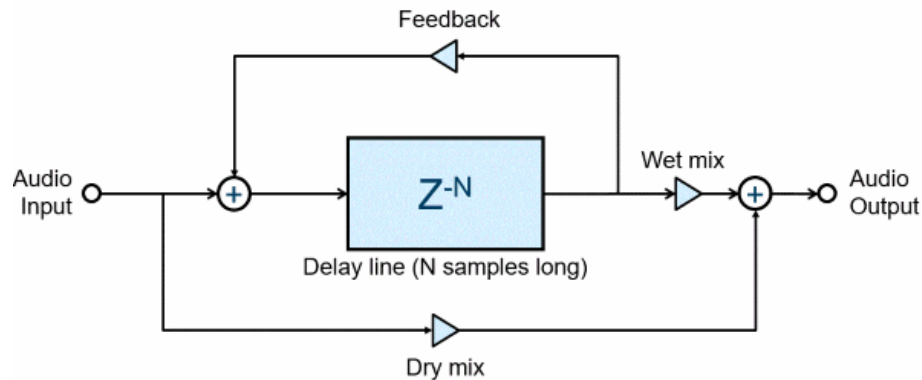 Feedback
Audio
Input
+
Z-N
Wet mix
+
Audio
Output
Delay line (N samples long)
Dry mix